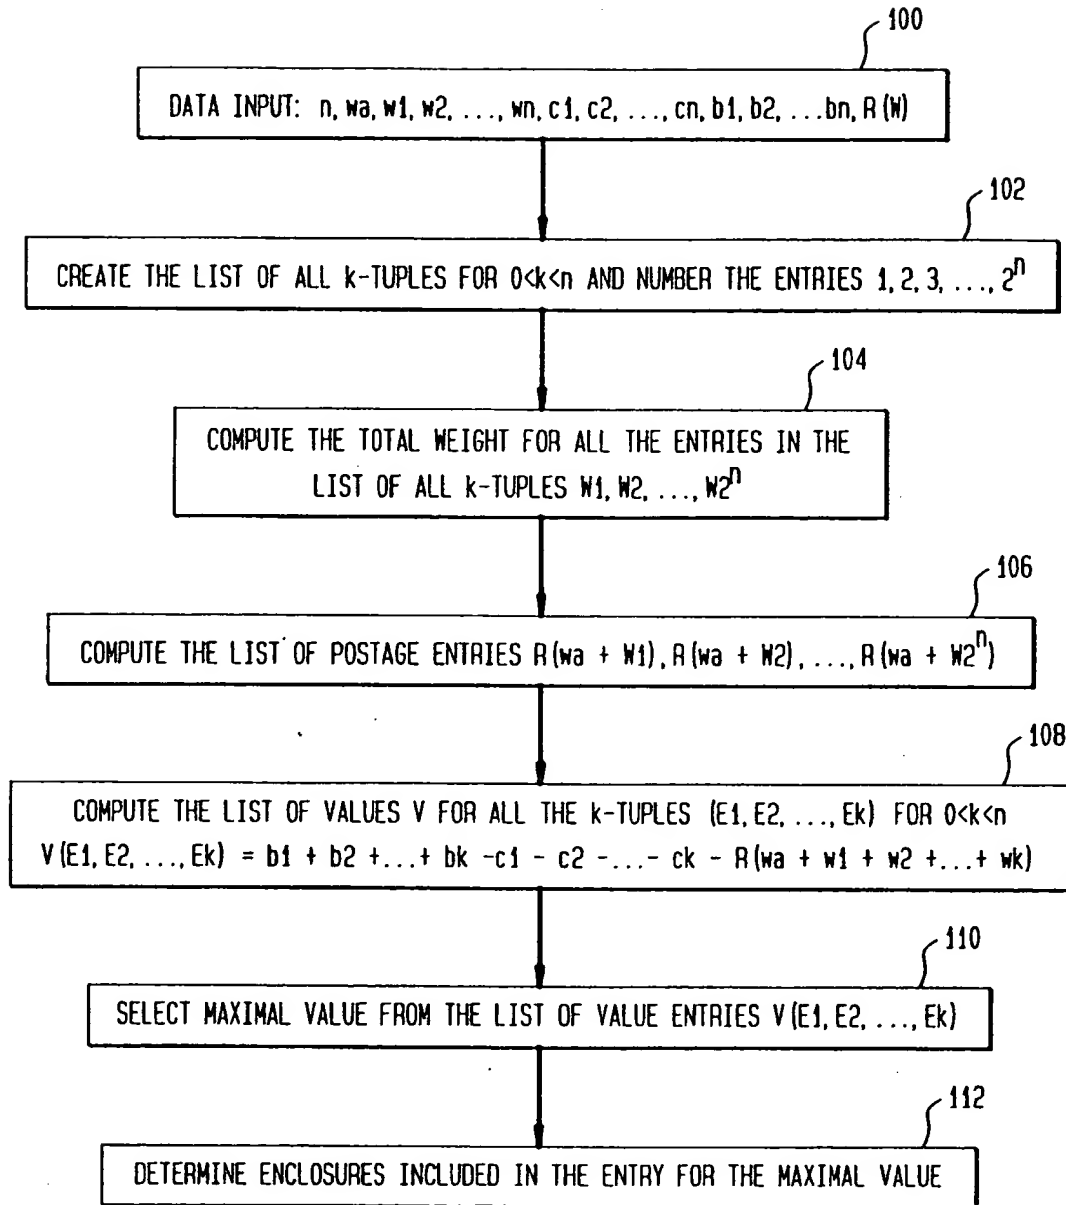 100
DATA INPUT: n, wa, w1, w2, ..., wn, c1, c2, ..., cn, b1, b2, ...bn, R(W)
102
CREATE THE LIST OF ALL k-TUPLES FOR 0<k<n AND NUMBER THE ENTRIES 1, 2, 3, ..., 2ⁿ
104
COMPUTE THE TOTAL WEIGHT FOR ALL THE ENTRIES IN THE
LIST OF ALL k-TUPLES W1, W2, ..., W2ⁿ
106
COMPUTE THE LIST OF POSTAGE ENTRIES R(wa + W1), R(wa + W2), ..., R(wa + W2ⁿ)
108
COMPUTE THE LIST OF VALUES V FOR ALL THE k-TUPLES (E1, E2, ..., Ek) FOR 0<k<n
V(E1, E2, ..., Ek) = b1 + b2 +...+ bk -c1 - c2 -...- ck - R(wa + w1 + w2 +...+ wk)
110
SELECT MAXIMAL VALUE FROM THE LIST OF VALUE ENTRIES V(E1, E2, ..., Ek)
112
DETERMINE ENCLOSURES INCLUDED IN THE ENTRY FOR THE MAXIMAL VALUE